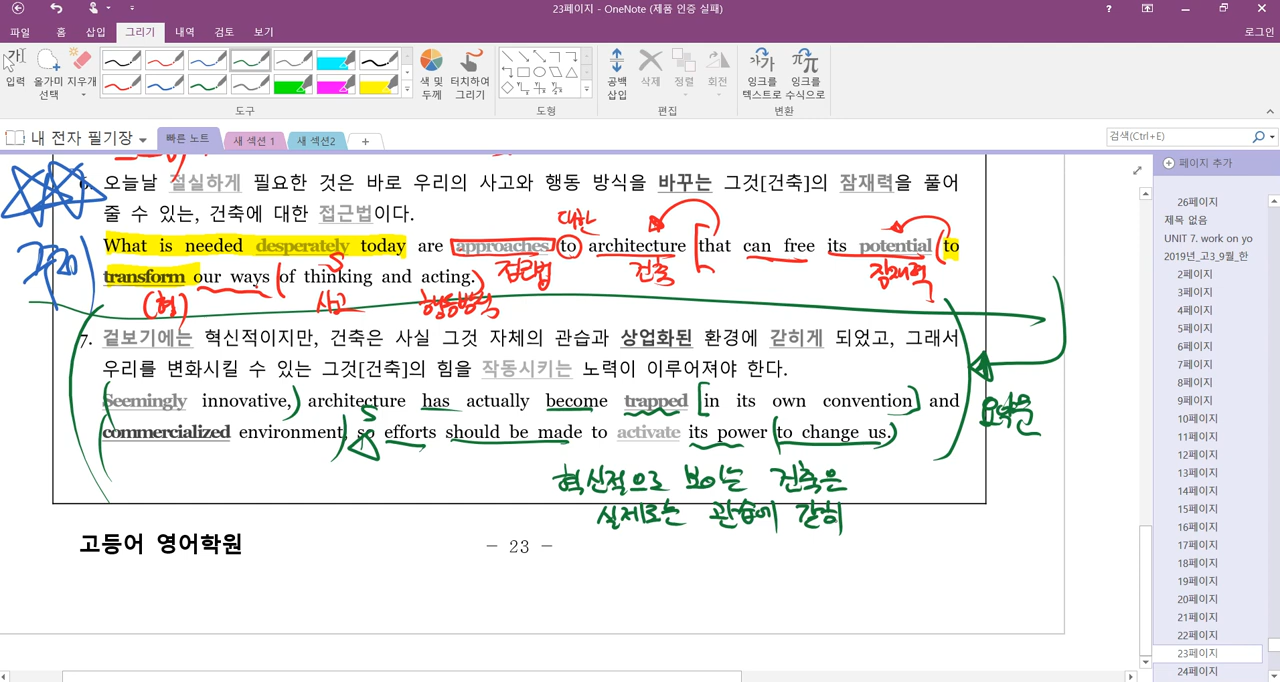 23페이지 - OneNote (제품 인증 실패)
파일 홈 삽입 그리기 내역 검토 보기 로그인
입력 올가미 선택 지우개 색 및 두께 터치하여 그리기 공백 삽입 삭제 정렬 회전 잉크를 텍스트로 잉크를 수식으로
도구 도형 편집 변환
내 전자 필기장 빠른 노트 새 섹션 1 새 섹션2 검색(Ctrl+E)
페이지 추가
6. 오늘날 절실하게 필요한 것은 바로 우리의 사고와 행동 방식을 바꾸는 그것[건축]의 잠재력을 풀어
줄 수 있는, 건축에 대한 접근법이다.
대한
What is needed desperately today are approaches to architecture that can free its potential to
transform our ways of thinking and acting.
접근법 건축 잠재력
(형) S 사고 행동방식
7. 겉보기에는 혁신적이지만, 건축은 사실 그것 자체의 관습과 상업화된 환경에 갇히게 되었고, 그래서
우리를 변화시킬 수 있는 그것[건축]의 힘을 작동시키는 노력이 이루어져야 한다.
Seemingly innovative, architecture has actually become trapped in its own convention and
commercialized environment, so efforts should be made to activate its power to change us.
S
요약문
혁신적으로 보이는 건축은
실제로는 관습에 갇히
고등어 영어학원
- 23 -
26페이지
제목 없음
UNIT 7. work on yo
2019년_고3_9월_한
2페이지
3페이지
4페이지
5페이지
6페이지
7페이지
8페이지
9페이지
10페이지
11페이지
12페이지
13페이지
14페이지
15페이지
16페이지
17페이지
18페이지
19페이지
20페이지
21페이지
22페이지
23페이지
24페이지